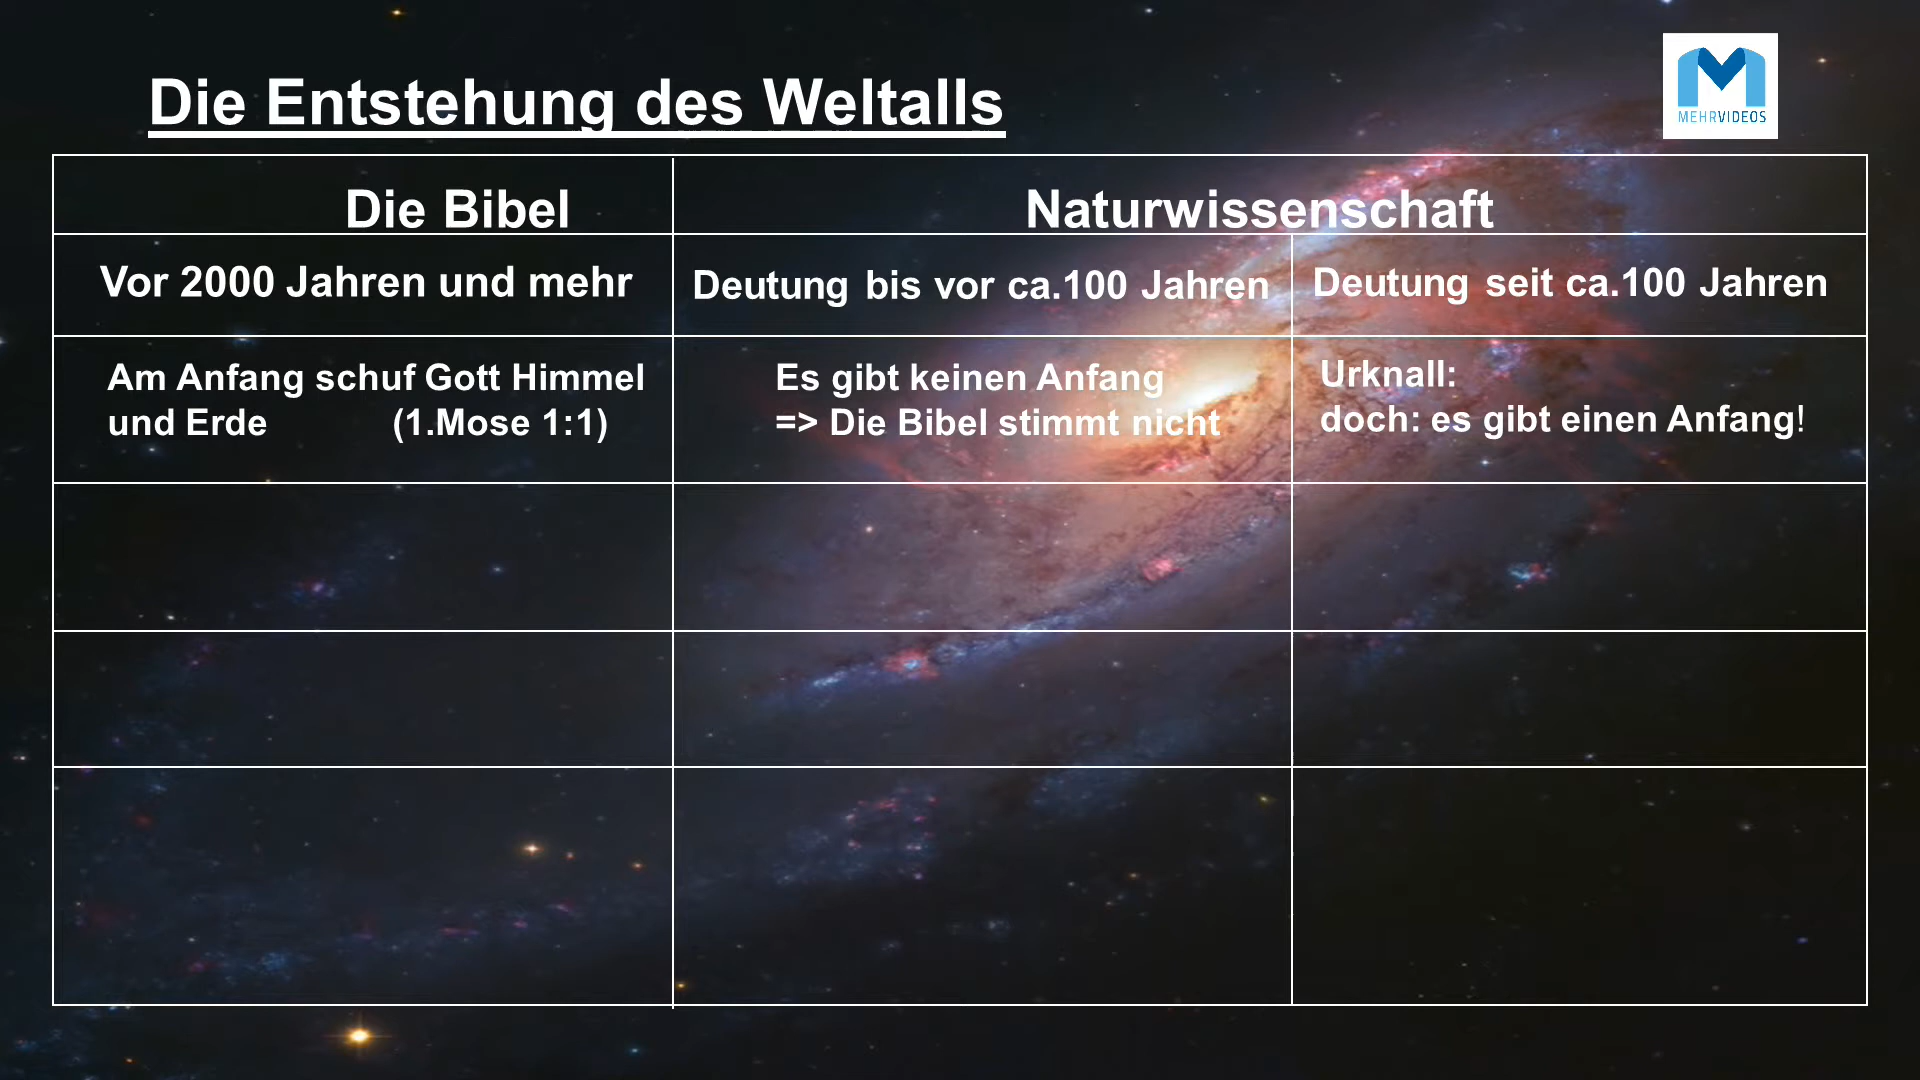 Die Entstehung des Weltalls
MEHRVIDEOS
Die Bibel
Naturwissenschaft
Vor 2000 Jahren und mehr
Deutung bis vor ca.100 Jahren
Deutung seit ca.100 Jahren
Am Anfang schuf Gott Himmel
und Erde (1.Mose 1:1)
Es gibt keinen Anfang
=> Die Bibel stimmt nicht
Urknall:
doch: es gibt einen Anfang!